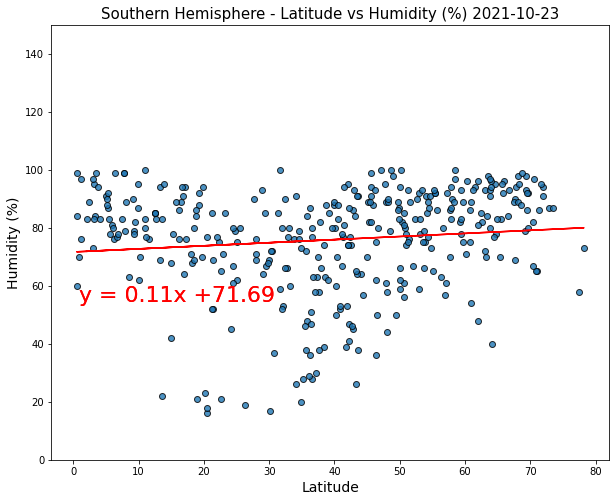 Southern Hemisphere - Latitude vs Humidity (%) 2021-10-23
140
120
100
80
60
40
20
0
Humidity (%)
y = 0.11x +71.69
0 10 20 30 40 50 60 70 80
Latitude